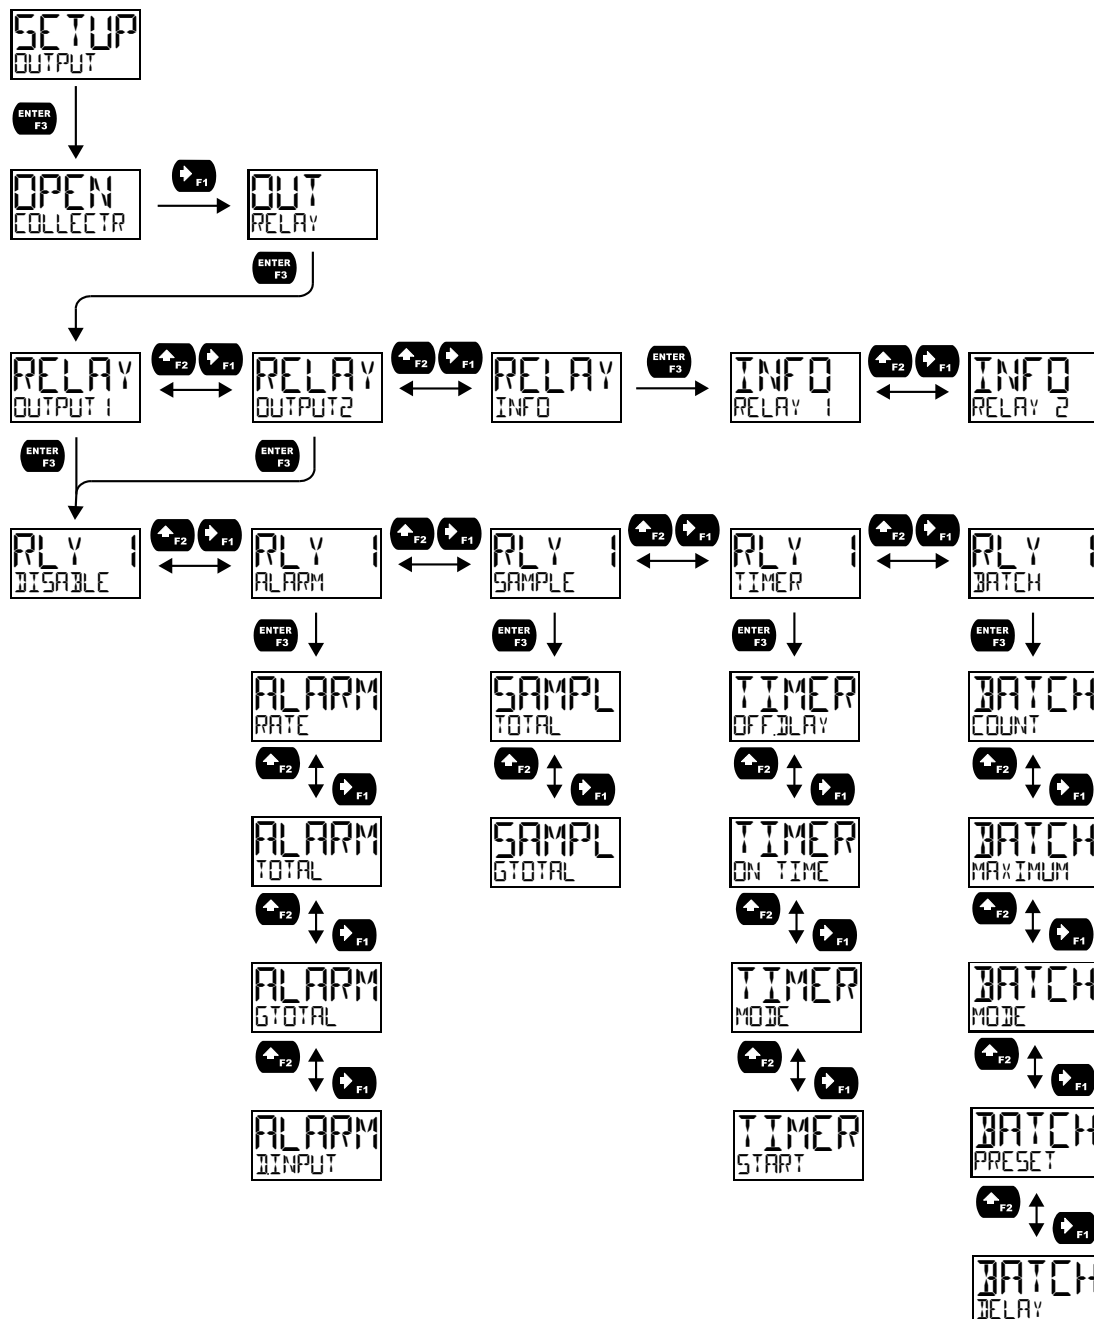 SETUP
OUTPUT
ENTER
F3
OPEN
COLLECTR
F1
OUT
RELAY
ENTER
F3
RELAY
OUTPUT1
F2
F1
RELAY
OUTPUT2
F2
F1
RELAY
INFO
ENTER
F3
INFO
RELAY 1
F2
F1
INFO
RELAY 2
ENTER
F3
ENTER
F3
RLY 1
DISABLE
F2
F1
RLY 1
ALARM
F2
F1
RLY 1
SAMPLE
F2
F1
RLY 1
TIMER
F2
F1
RLY 1
BATCH
ENTER
F3
ENTER
F3
ENTER
F3
ENTER
F3
ALARM
RATE
SAMPL
TOTAL
TIMER
OFF.DLAY
BATCH
COUNT
F2
F1
F2
F1
F2
F1
F2
F1
ALARM
TOTAL
SAMPL
GTOTAL
TIMER
ON TIME
BATCH
MAXIMUM
F2
F1
F2
F1
F2
F1
ALARM
GTOTAL
TIMER
MODE
BATCH
MODE
F2
F1
F2
F1
F2
F1
ALARM
D.INPUT
TIMER
START
BATCH
PRESET
F2
F1
BATCH
DELAY